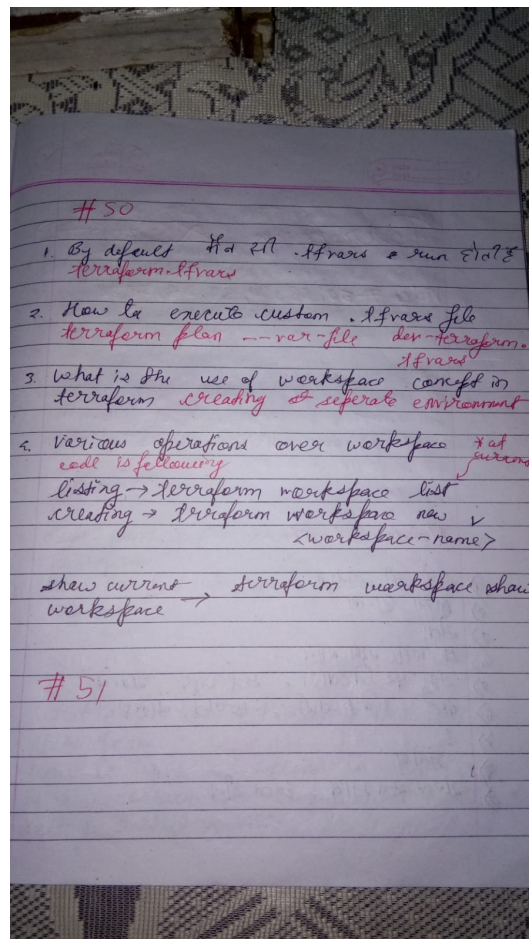 # 50
1. By default कौन सी .tfvars e run होती है
terraform.tfvars
2. How to execute custom .tfvars file
terraform plan --var-file dev-terraform.
tfvars
3. What is the use of workspace concept in
terraform creating of seperate environment
4. Various operations over workspace * at
code is following current
listing → terraform workspace list
creating → terraform workspace new
<workspace-name>
show current → terraform workspace show
workspace
# 51